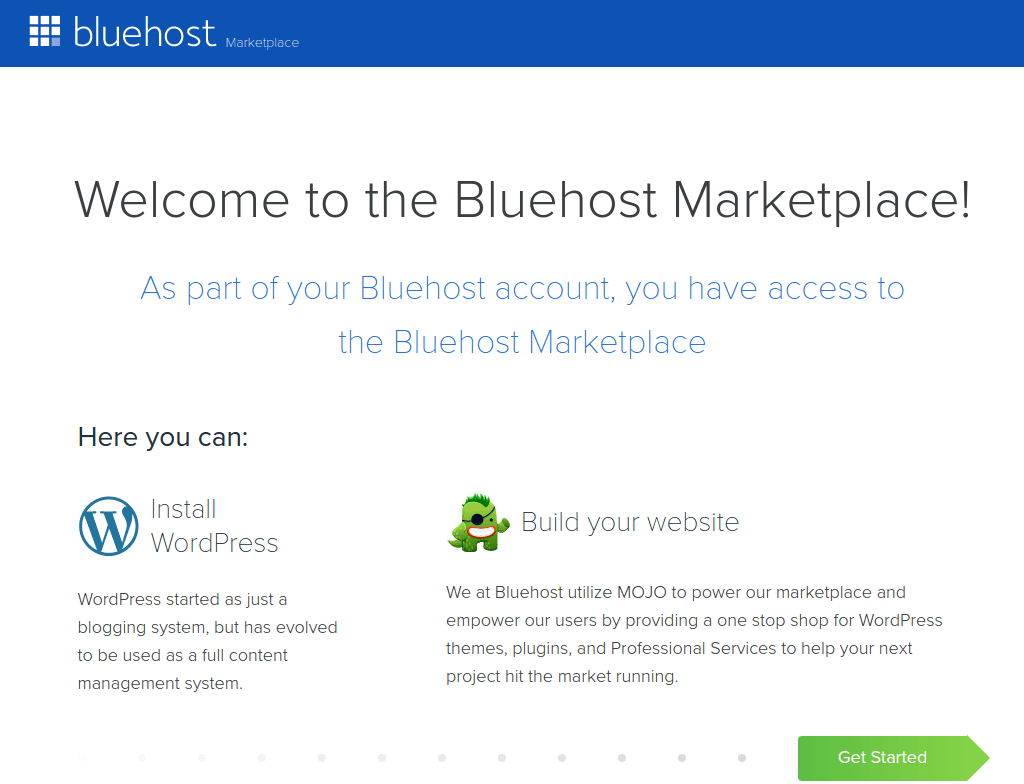 bluehost Marketplace
Welcome to the Bluehost Marketplace!
As part of your Bluehost account, you have access to
the Bluehost Marketplace
Here you can:
Install
WordPress
WordPress started as just a
blogging system, but has evolved
to be used as a full content
management system.
Build your website
We at Bluehost utilize MOJO to power our marketplace and
empower our users by providing a one stop shop for WordPress
themes, plugins, and Professional Services to help your next
project hit the market running.
Get Started